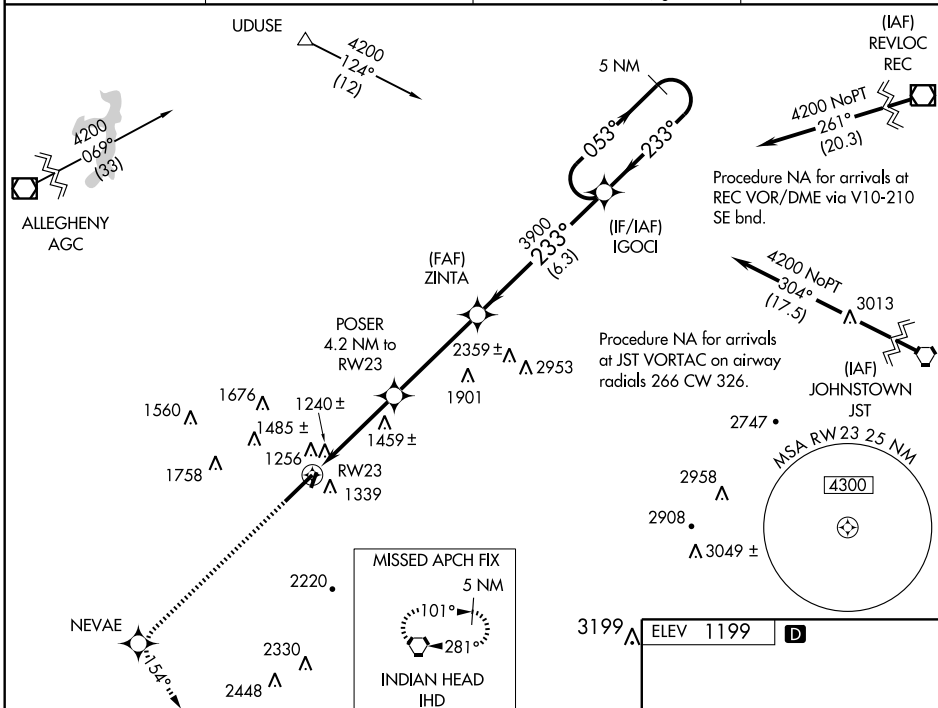 UDUSE
4200
124°
(12)
5 NM
(IAF)
REVLOC
REC
4200 NoPT
261°
(20.3)
4200
069°
(33)
ALLEGHENY
AGC
053°
233°
Procedure NA for arrivals at
REC VOR/DME via V10-210
SE bnd.
(IF/IAF)
IGOCI
3900
233°
(6.3)
(FAF)
ZINTA
4200 NoPT
304°
(17.5)
3013
POSER
4.2 NM to
RW23
Procedure NA for arrivals
at JST VORTAC on airway
radials 266 CW 326.
(IAF)
JOHNSTOWN
JST
2359 ±
2953
1901
1560
1676
1240 ±
1485 ±
1459 ±
1256
1758
RW23
1339
2747
MSA RW 23 25 NM
4300
2958
2908
3049 ±
2220
MISSED APCH FIX
5 NM
101°
281°
INDIAN HEAD
IHD
NEVAE
154°
2330
2448
3199
ELEV 1199
D